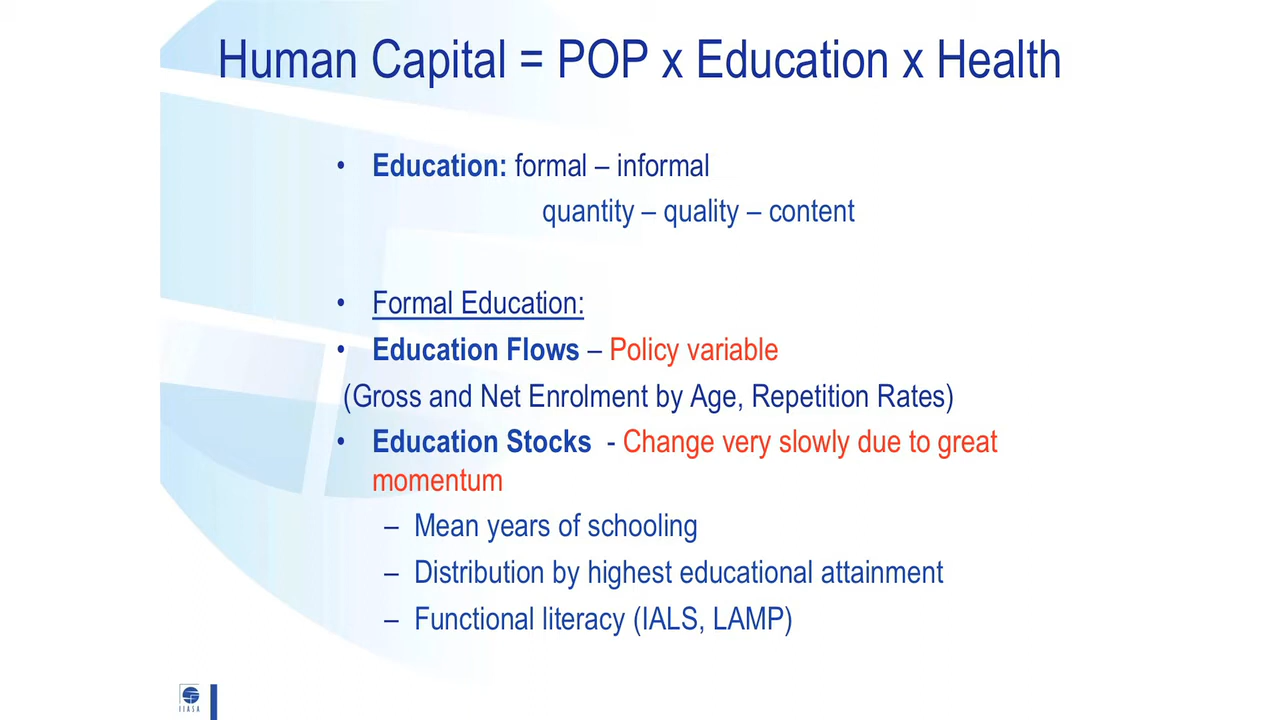 Human Capital = POP x Education x Health
• Education: formal – informal
quantity – quality – content
• Formal Education:
• Education Flows – Policy variable
(Gross and Net Enrolment by Age, Repetition Rates)
• Education Stocks - Change very slowly due to great
momentum
– Mean years of schooling
– Distribution by highest educational attainment
– Functional literacy (IALS, LAMP)
IIASA